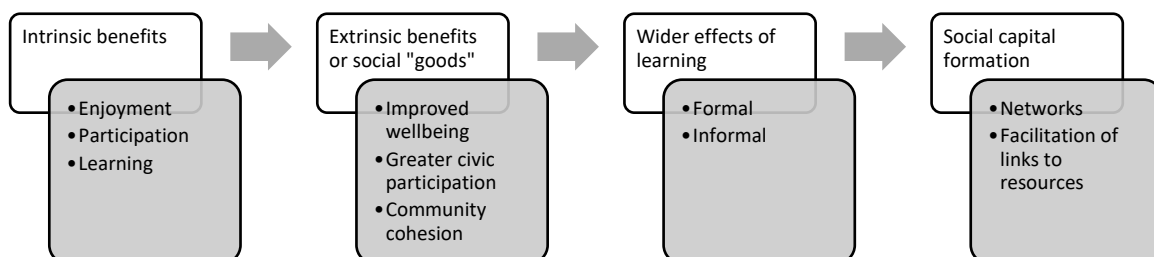 Intrinsic benefits
•Enjoyment
•Participation
•Learning
Extrinsic benefits
or social "goods"
•Improved
wellbeing
•Greater civic
participation
•Community
cohesion
Wider effects of
learning
•Formal
•Informal
Social capital
formation
•Networks
•Facilitation of
links to
resources